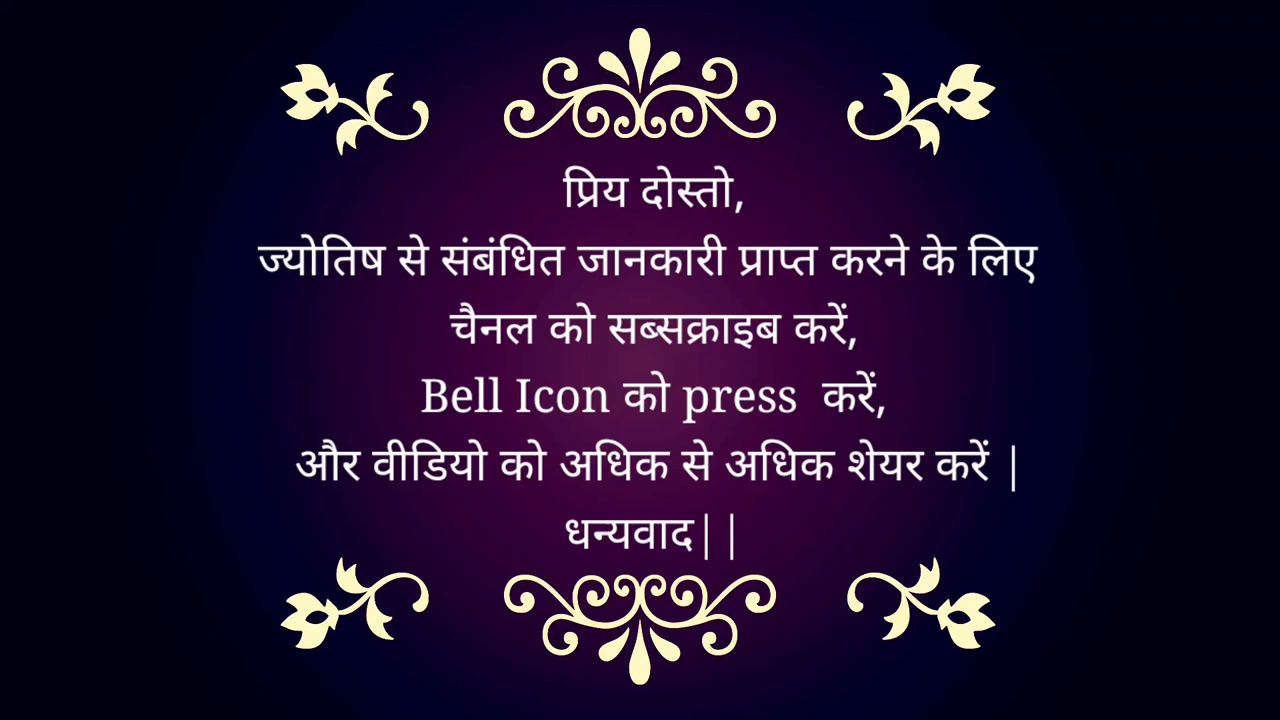 प्रिय दोस्तो,
ज्योतिष से संबंधित जानकारी प्राप्त करने के लिए
चैनल को सब्सक्राइब करें,
Bell Icon को press  करें,
और वीडियो को अधिक से अधिक शेयर करें |
धन्यवाद||